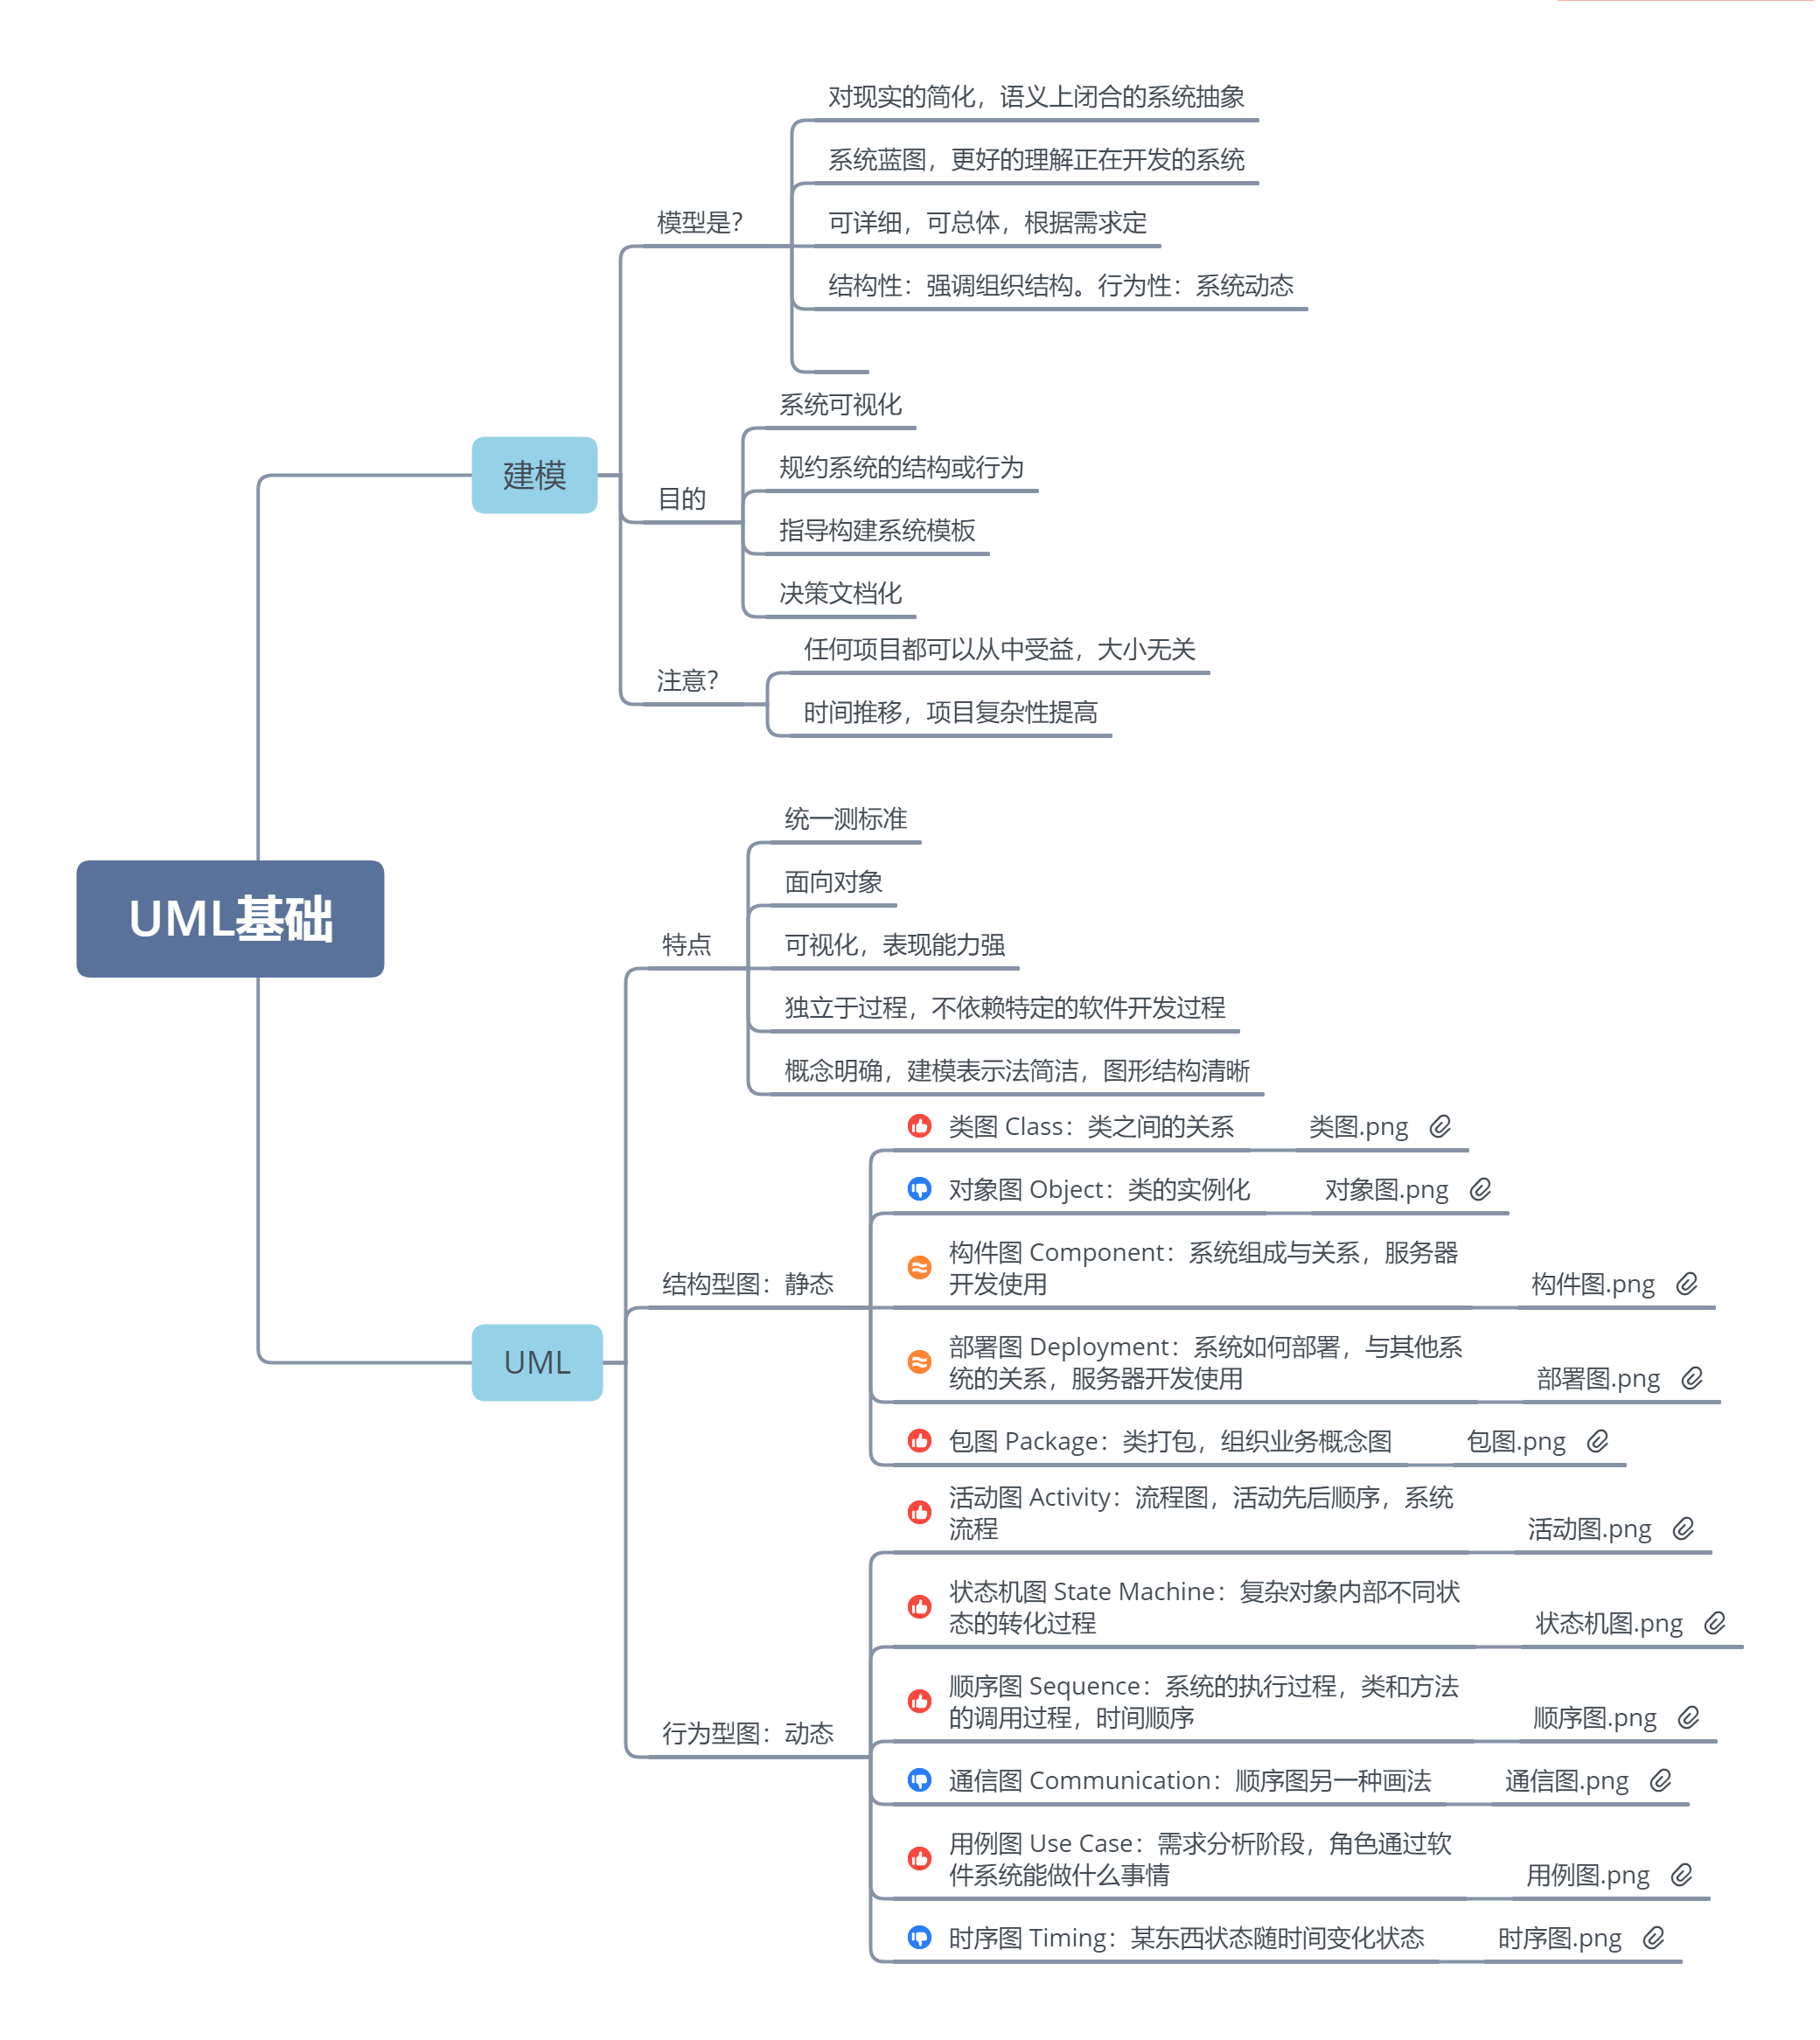 对现实的简化，语义上闭合的系统抽象
系统蓝图，更好的理解正在开发的系统
模型是？
可详细，可总体，根据需求定
结构性：强调组织结构。行为性：系统动态
系统可视化
建模
规约系统的结构或行为
目的
指导构建系统模板
决策文档化
任何项目都可以从中受益，大小无关
注意？
时间推移，项目复杂性提高
UML基础
统一测标准
面向对象
特点
可视化，表现能力强
独立于过程，不依赖特定的软件开发过程
概念明确，建模表示法简洁，图形结构清晰
UML
结构型图：静态
类图 Class：类之间的关系
类图.png
对象图 Object：类的实例化
对象图.png
构件图 Component：系统组成与关系，服务器
开发使用
构件图.png
部署图 Deployment：系统如何部署，与其他系
统的关系，服务器开发使用
部署图.png
包图 Package：类打包，组织业务概念图
包图.png
行为型图：动态
活动图 Activity：流程图，活动先后顺序，系统
流程
活动图.png
状态机图 State Machine：复杂对象内部不同状
态的转化过程
状态机图.png
顺序图 Sequence：系统的执行过程，类和方法
的调用过程，时间顺序
顺序图.png
通信图 Communication：顺序图另一种画法
通信图.png
用例图 Use Case：需求分析阶段，角色通过软
件系统能做什么事情
用例图.png
时序图 Timing：某东西状态随时间变化状态
时序图.png